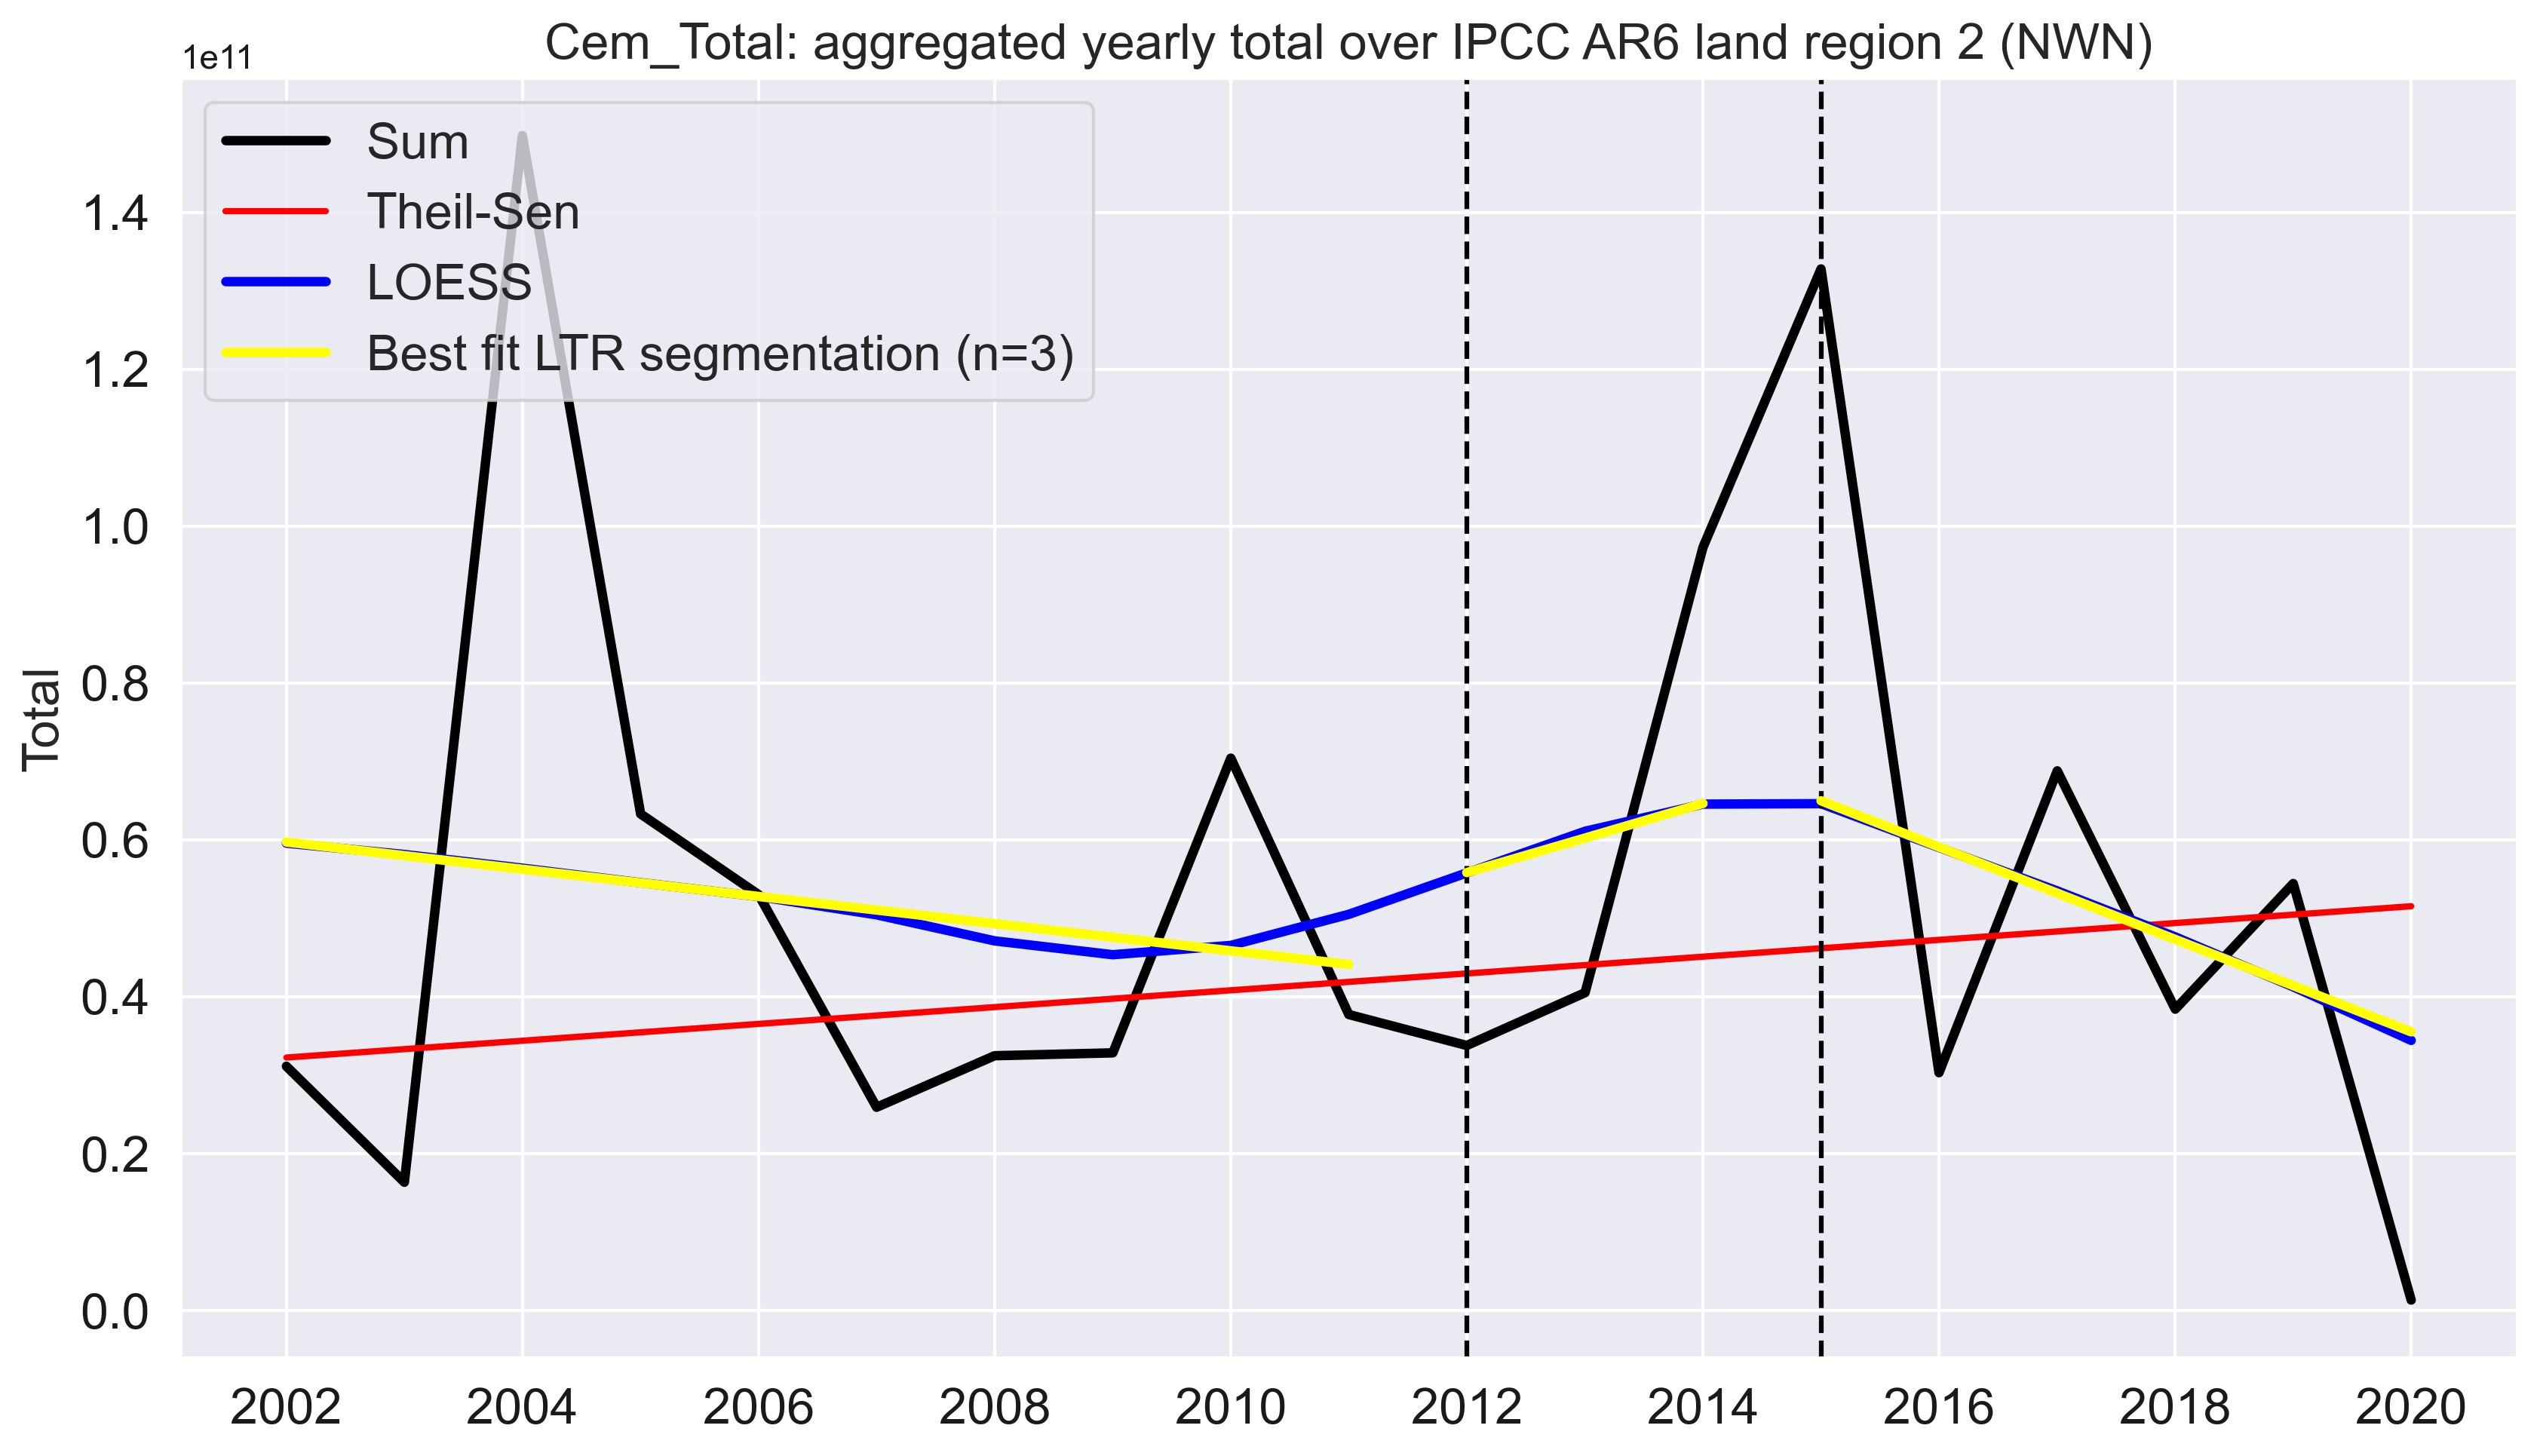 Cem_Total: aggregated yearly total over IPCC AR6 land region 2 (NWN)
1e11
Sum
Theil-Sen
LOESS
Best fit LTR segmentation (n=3)
Total
1.4
1.2
1.0
0.8
0.6
0.4
0.2
0.0
2002 2004 2006 2008 2010 2012 2014 2016 2018 2020